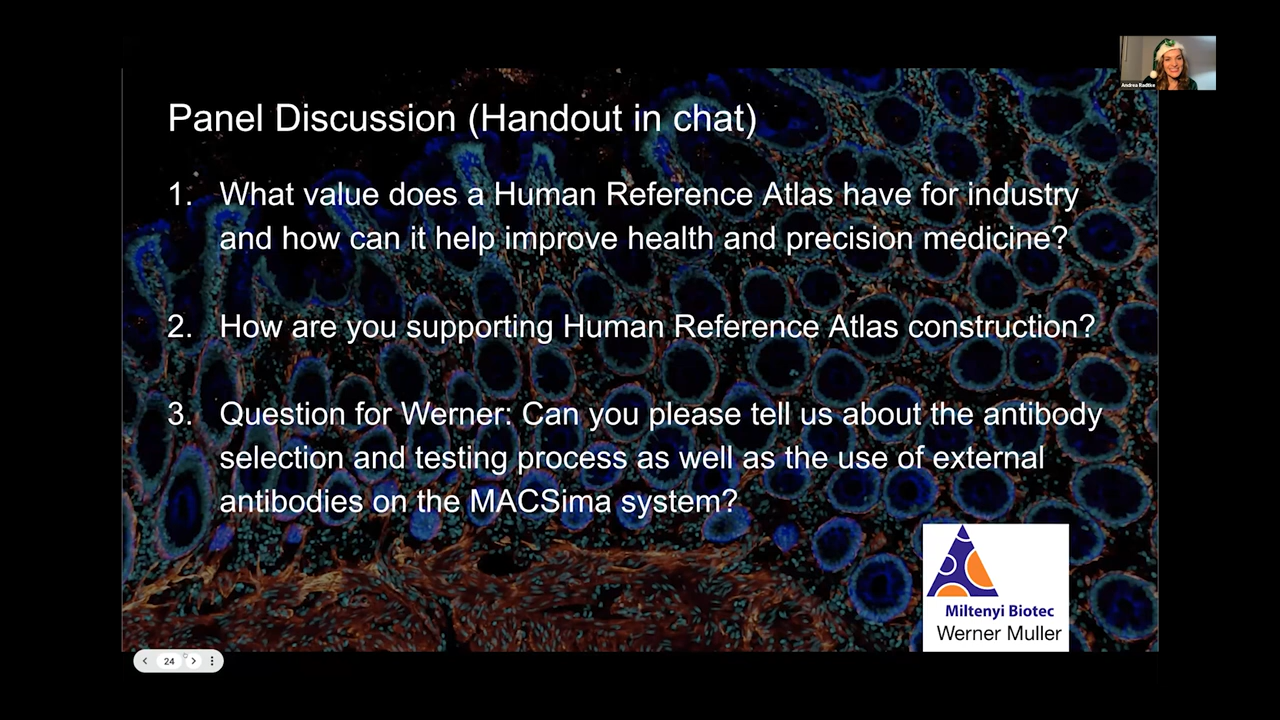 Andrea Radtke
Panel Discussion (Handout in chat)
1. What value does a Human Reference Atlas have for industry
and how can it help improve health and precision medicine?
2. How are you supporting Human Reference Atlas construction?
3. Question for Werner: Can you please tell us about the antibody
selection and testing process as well as the use of external
antibodies on the MACSima system?
Miltenyi Biotec
Werner Muller
24